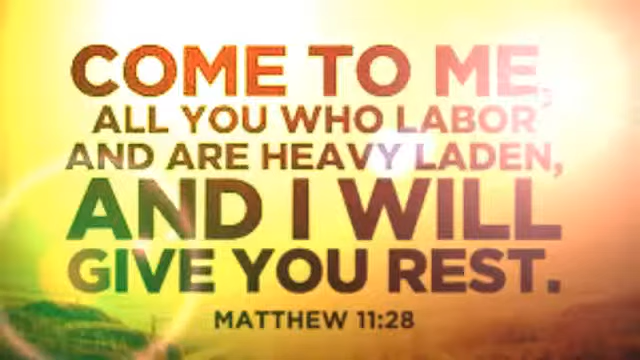 COME TO ME,
ALL YOU WHO LABOR
AND ARE HEAVY LADEN,
AND I WILL
GIVE YOU REST.
MATTHEW 11:28